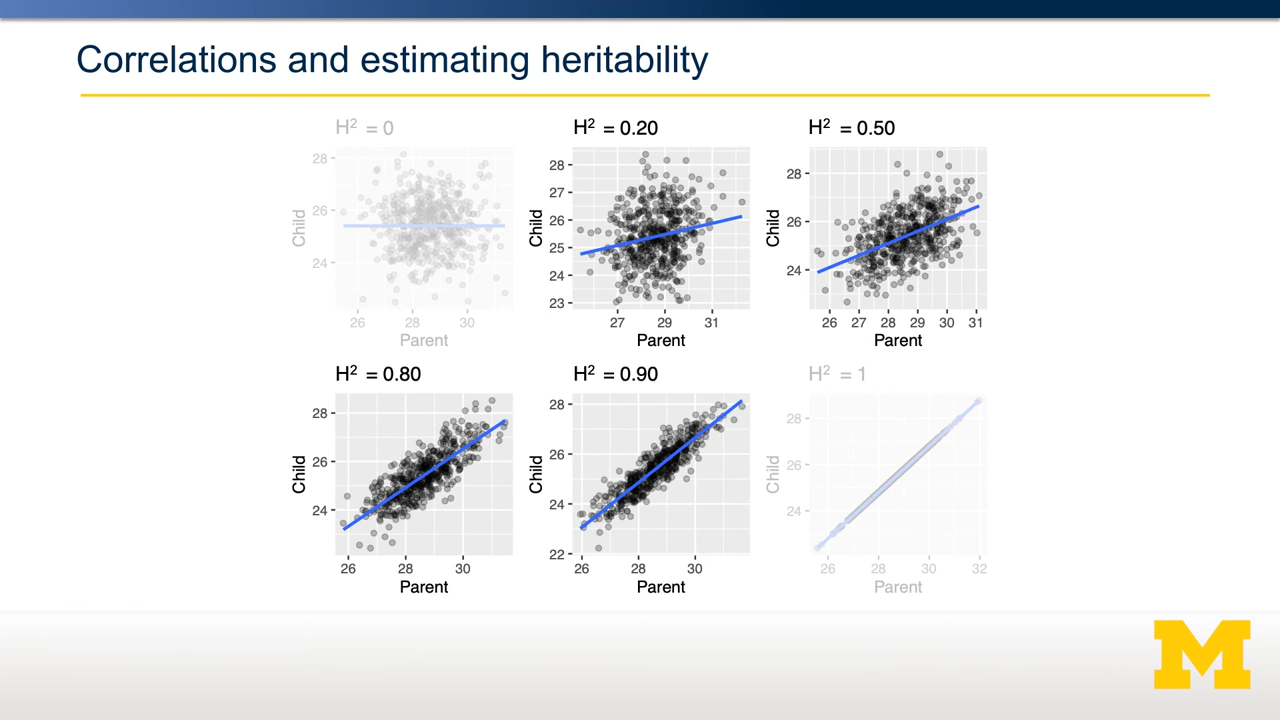 Correlations and estimating heritability
H² = 0
H² = 0.20
H² = 0.50
28
26
24
Child
26 28 30
Parent
28
27
26
25
24
23
Child
27 29 31
Parent
28
26
24
Child
26 27 28 29 30 31
Parent
H² = 0.80
H² = 0.90
H² = 1
28
26
24
Child
26 28 30
Parent
28
26
24
22
Child
26 28 30
Parent
28
26
24
Child
26 28 30 32
Parent
M